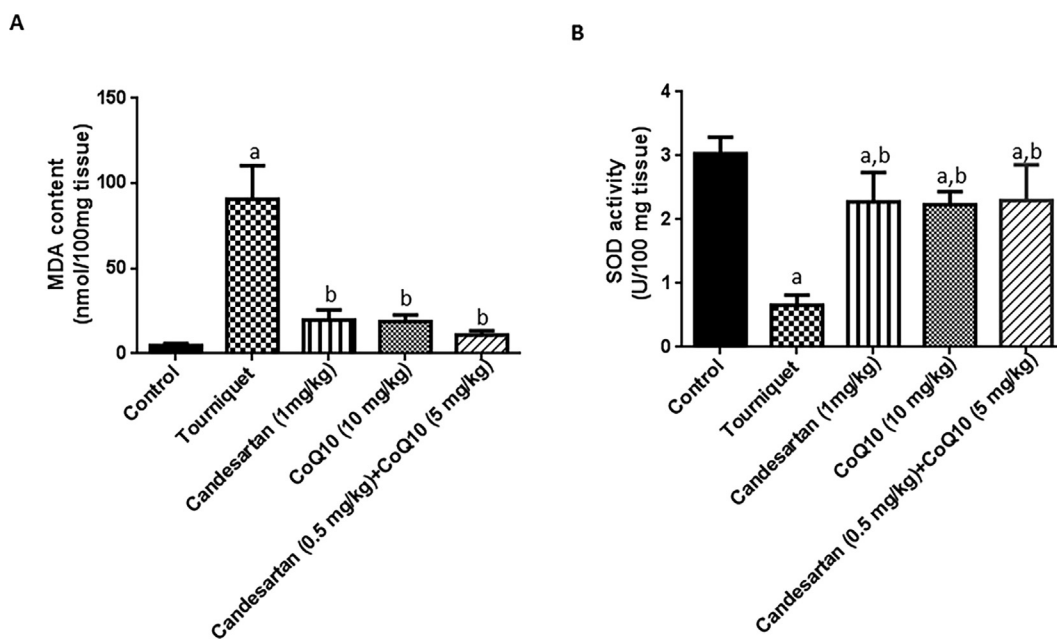 A
MDA content
(nmol/100mg tissue)
150
100
50
0
a
b
b
b
Control
Tourniquet
Candesartan (1mg/kg)
CoQ10 (10 mg/kg)
Candesartan (0.5 mg/kg)+CoQ10 (5 mg/kg)
B
SOD activity
(U/100 mg tissue)
4
3
2
1
0
a
a,b
a,b
a,b
Control
Tourniquet
Candesartan (1mg/kg)
CoQ10 (10 mg/kg)
Candesartan (0.5 mg/kg)+CoQ10 (5 mg/kg)